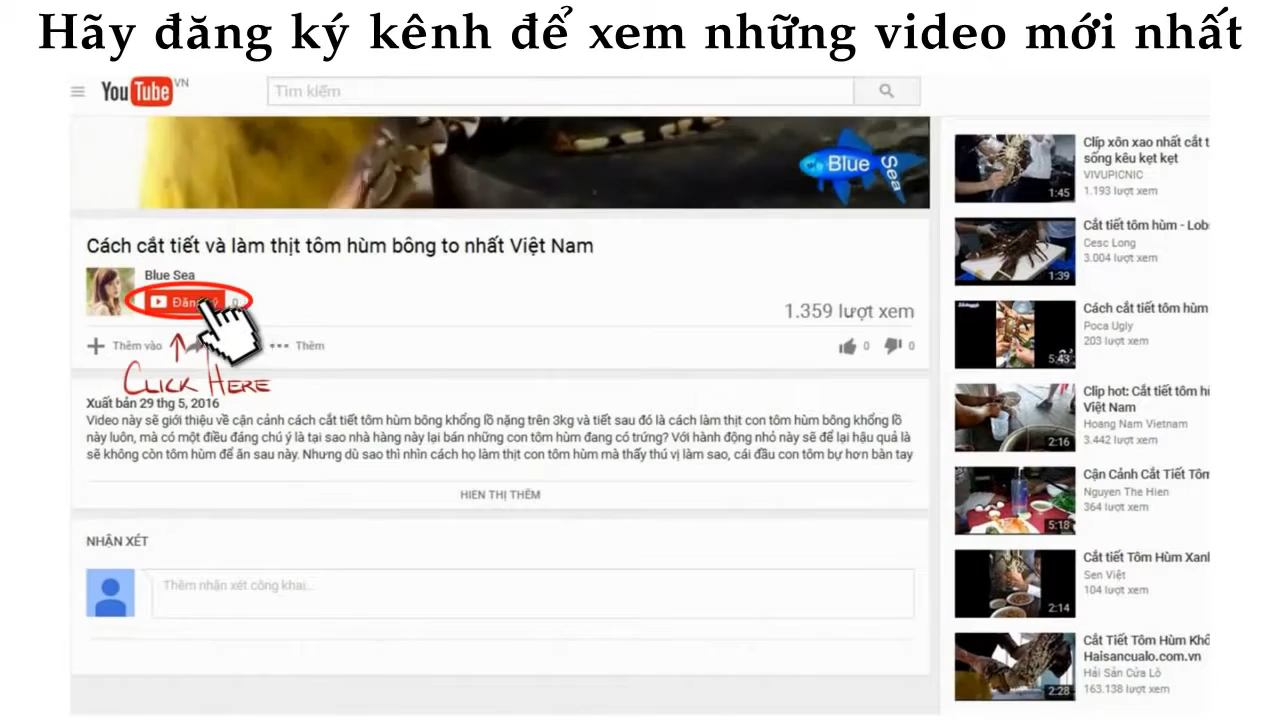 Hãy đăng ký kênh để xem những video mới nhất
YouTube VN
Tìm kiếm
Blue Sea
Cách cắt tiết và làm thịt tôm hùm bông to nhất Việt Nam
Blue Sea
0
1.359 lượt xem
Thêm vào
Thêm
0
0
CLICK HERE
Xuất bản 29 thg 5, 2016
Video này sẽ giới thiệu về cận cảnh cách cắt tiết tôm hùm bông khổng lồ nặng trên 3kg và tiết sau đó là cách làm thịt con tôm hùm bông khổng lồ
này luôn, mà có một điều đáng chú ý là tại sao nhà hàng này lại bán những con tôm hùm đang có trứng? Với hành động nhỏ này sẽ để lại hậu quả là
sẽ không còn tôm hùm để ăn sau này. Nhưng dù sao thì nhìn cách họ làm thịt con tôm hùm mà thấy thú vị làm sao, cái đầu con tôm bự hơn bàn tay
HIỂN THỊ THÊM
NHẬN XÉT
Thêm nhận xét công khai...
1:45
Clíp xôn xao nhất cắt t
sống kêu kẹt kẹt
VIVUPICNIC
1.193 lượt xem
1:39
Cắt tiết tôm hùm - Lob
Cesc Long
3.004 lượt xem
5:43
Cách cắt tiết tôm hùm
Poca Ugly
203 lượt xem
2:16
Clip hot: Cắt tiết tôm hù
Việt Nam
Hoang Nam Vietnam
3.442 lượt xem
5:18
Cận Cảnh Cắt Tiết Tôm
Nguyen The Hien
364 lượt xem
2:14
Cắt tiết Tôm Hùm Xanh
Sen Việt
104 lượt xem
2:28
Cắt Tiết Tôm Hùm Khổ
Haisancualo.com.vn
Hải Sản Cửa Lò
163.138 lượt xem